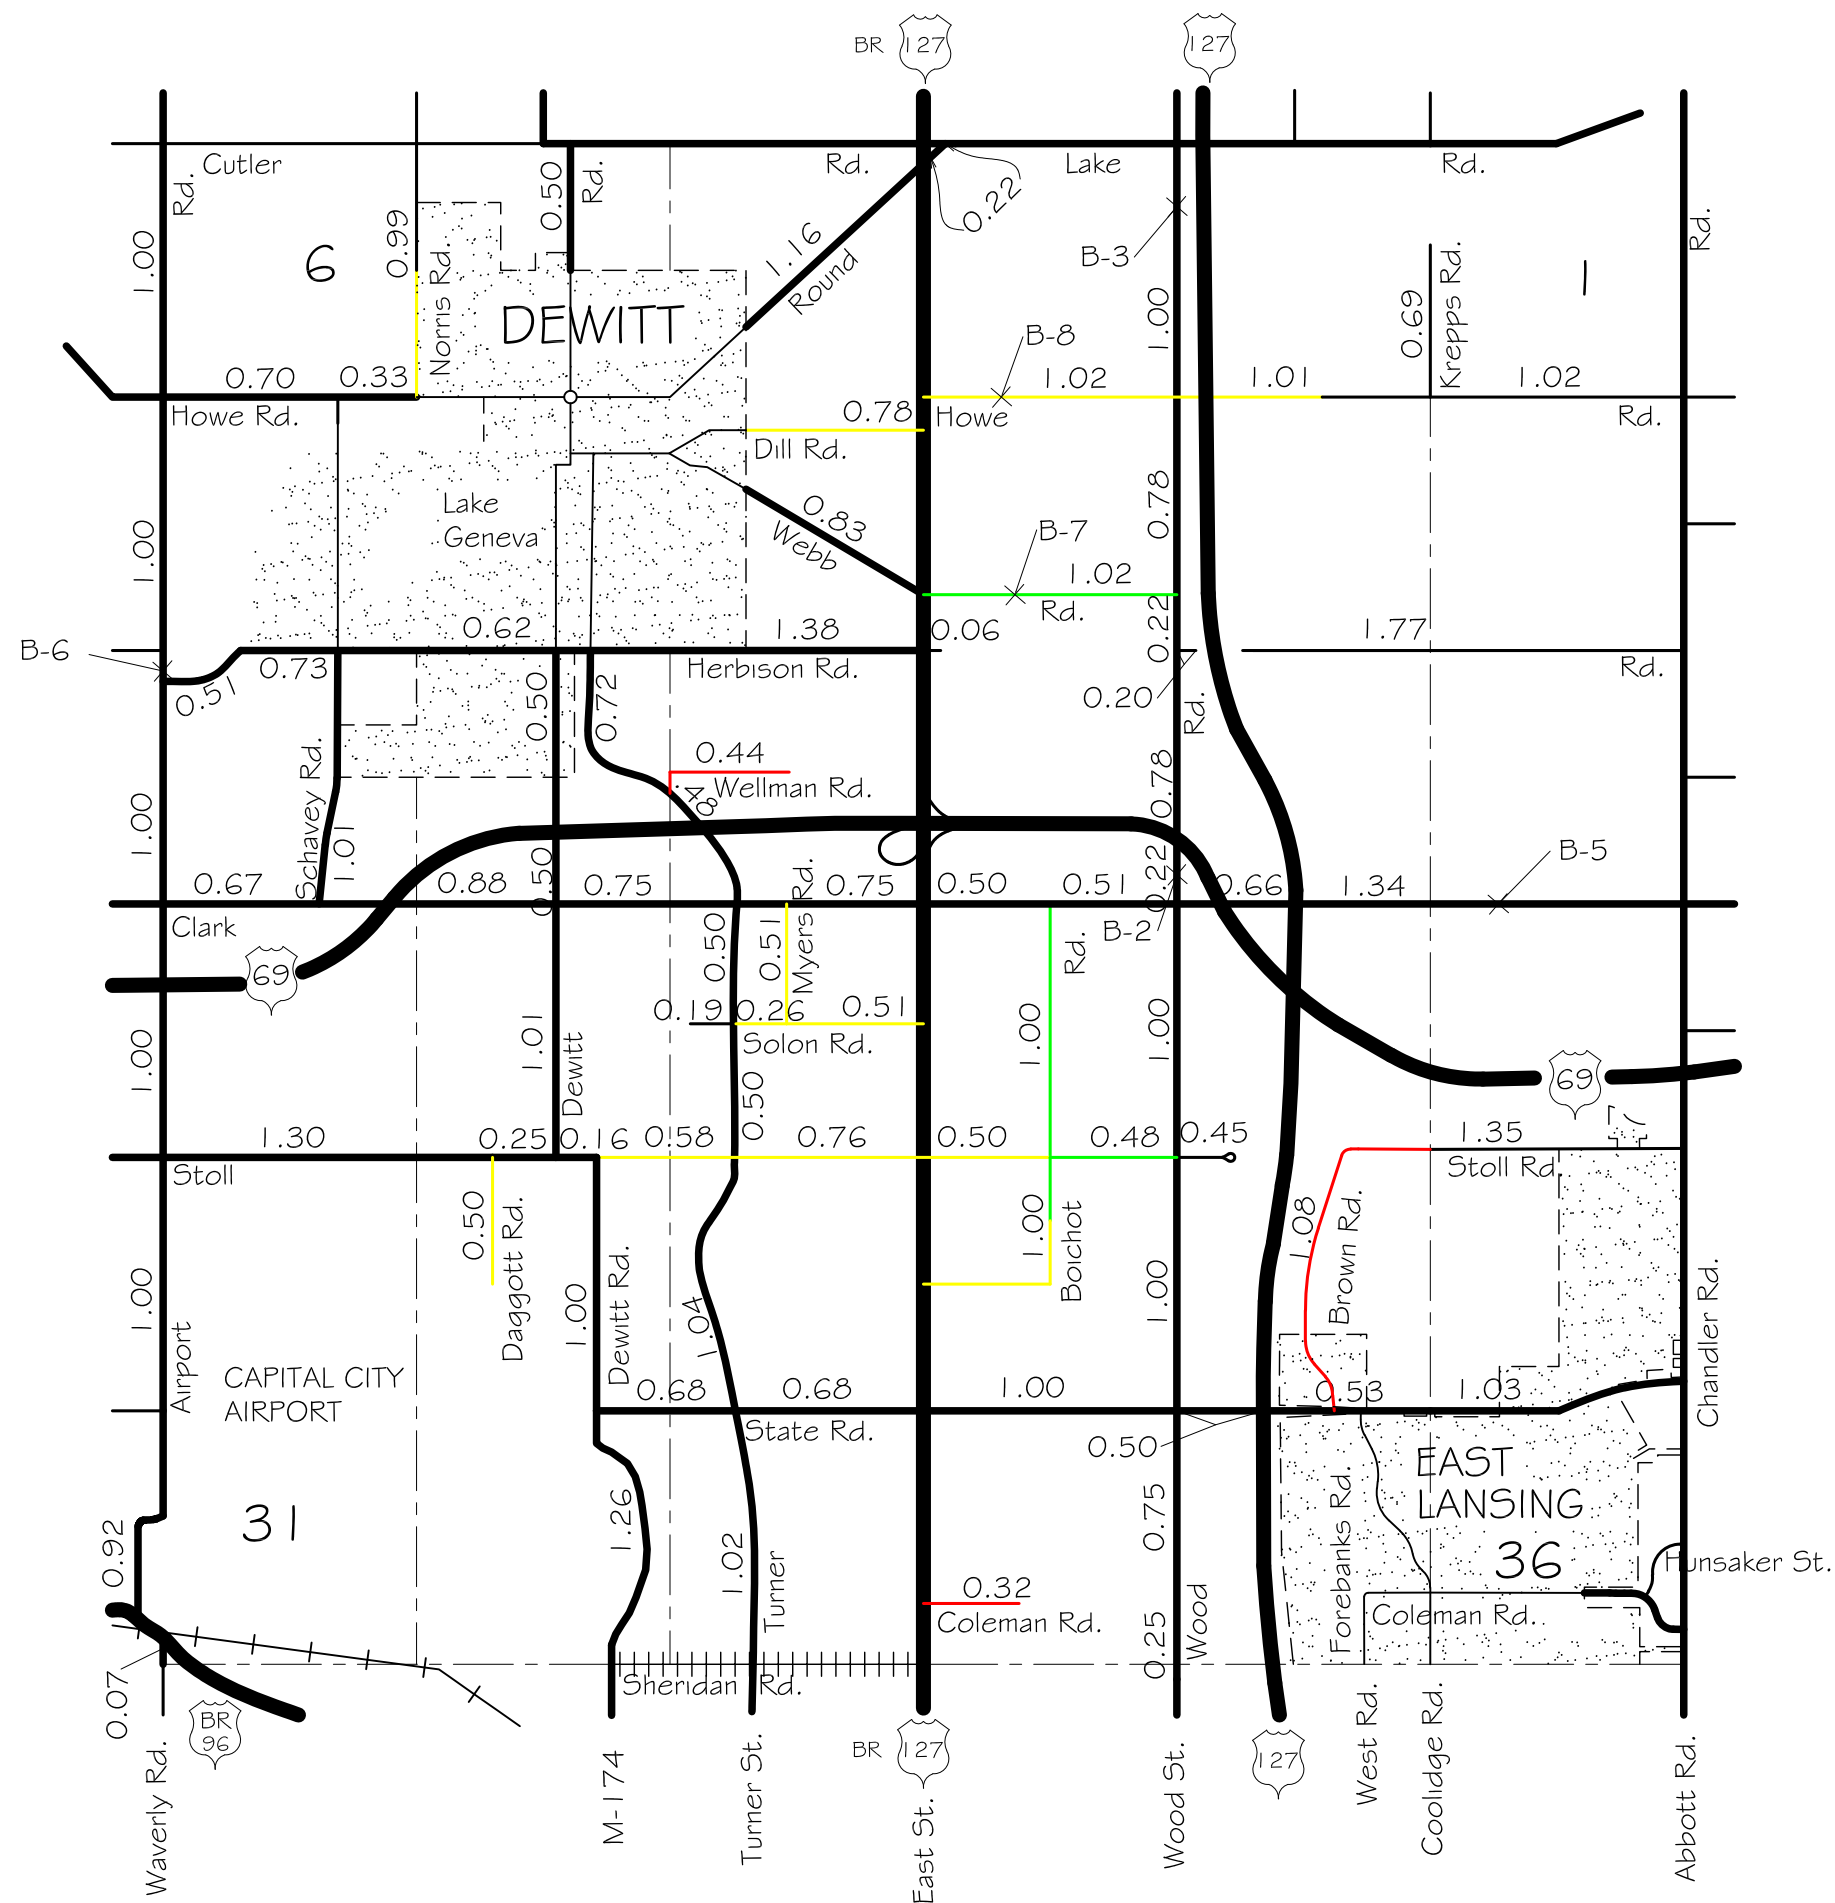 BR
127
127
Cutler
Rd.
Lake
Rd.
Rd.
0.50
Rd.
0.22
Rd.
1.00
6
0.99
Norris Rd.
1.16
Round
B-3
1.00
0.69
Krepps Rd.
1
DEWITT
B-8
0.70
0.33
1.02
1.01
1.02
Howe Rd.
0.78
Howe
Rd.
Dill Rd.
Lake
Geneva
1.00
0.83
Webb
0.78
B-7
1.02
Rd.
B-6
0.62
1.38
0.06
0.22
1.77
0.73
Herbison Rd.
Rd.
0.51
0.50
0.72
0.20
Rd.
Schavey Rd.
0.44
Wellman Rd.
.48
0.78
1.00
1.01
B-5
0.67
0.88
0.50
0.75
0.75
0.50
0.51
0.22
0.66
1.34
Clark
B-2
69
0.50
0.51
Myers Rd.
Rd.
0.19
0.26
0.51
Solon Rd.
1.00
1.01
Dewitt
1.00
1.00
69
0.50
1.30
0.25
0.16
0.58
0.76
0.50
0.48
0.45
1.35
Stoll
Stoll Rd.
0.50
Daggott Rd.
1.00
Boichot
1.08
Brown Rd.
1.00
Airport
1.00
Dewitt Rd.
1.04
1.00
Chandler Rd.
CAPITAL CITY
AIRPORT
0.68
0.68
1.00
0.53
1.03
State Rd.
0.50
EAST
LANSING
31
0.92
1.26
1.02
Turner
0.75
Forebanks Rd.
36
Hunsaker St.
0.32
Coleman Rd.
Coleman Rd.
0.25
Wood
0.07
Sheridan Rd.
BR
96
BR
127
127
Waverly Rd.
M-174
Turner St.
East St.
Wood St.
West Rd.
Coolidge Rd.
Abbott Rd.